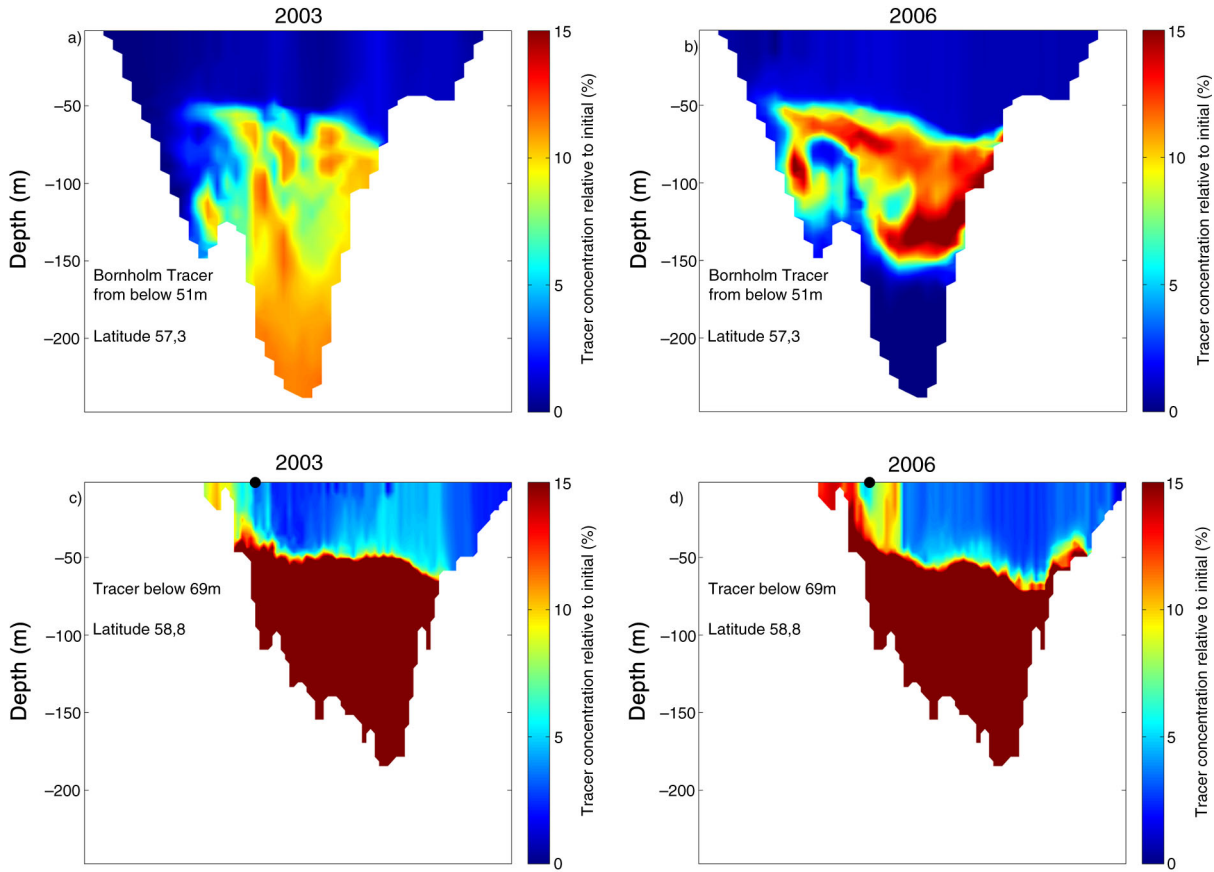 2003
a)
−50
−100
−150
−200
Depth (m)
Bornholm Tracer
from below 51m
Latitude 57,3
15
10
5
0
Tracer concentration relative to initial (%)
2006
b)
−50
−100
−150
−200
Depth (m)
Bornholm Tracer
from below 51m
Latitude 57,3
15
10
5
0
Tracer concentration relative to initial (%)
2003
c)
−50
−100
−150
−200
Depth (m)
Tracer below 69m
Latitude 58,8
15
10
5
0
Tracer concentration relative to initial (%)
2006
d)
−50
−100
−150
−200
Depth (m)
Tracer below 69m
Latitude 58,8
15
10
5
0
Tracer concentration relative to initial (%)